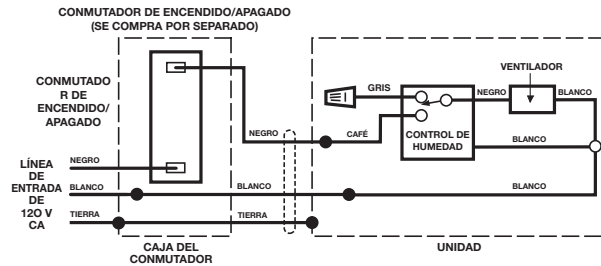 CONMUTADOR DE ENCENDIDO/APAGADO
(SE COMPRA POR SEPARADO)
CONMUTADO
R DE
ENCENDIDO/
APAGADO
VENTILADOR
GRIS
NEGRO
BLANCO
NEGRO
CAFÉ
CONTROL DE
HUMEDAD
BLANCO
LÍNEA
DE
ENTRADA
DE
120 V
CA
NEGRO
BLANCO
BLANCO
BLANCO
TIERRA
TIERRA
CAJA DEL
CONMUTADOR
UNIDAD